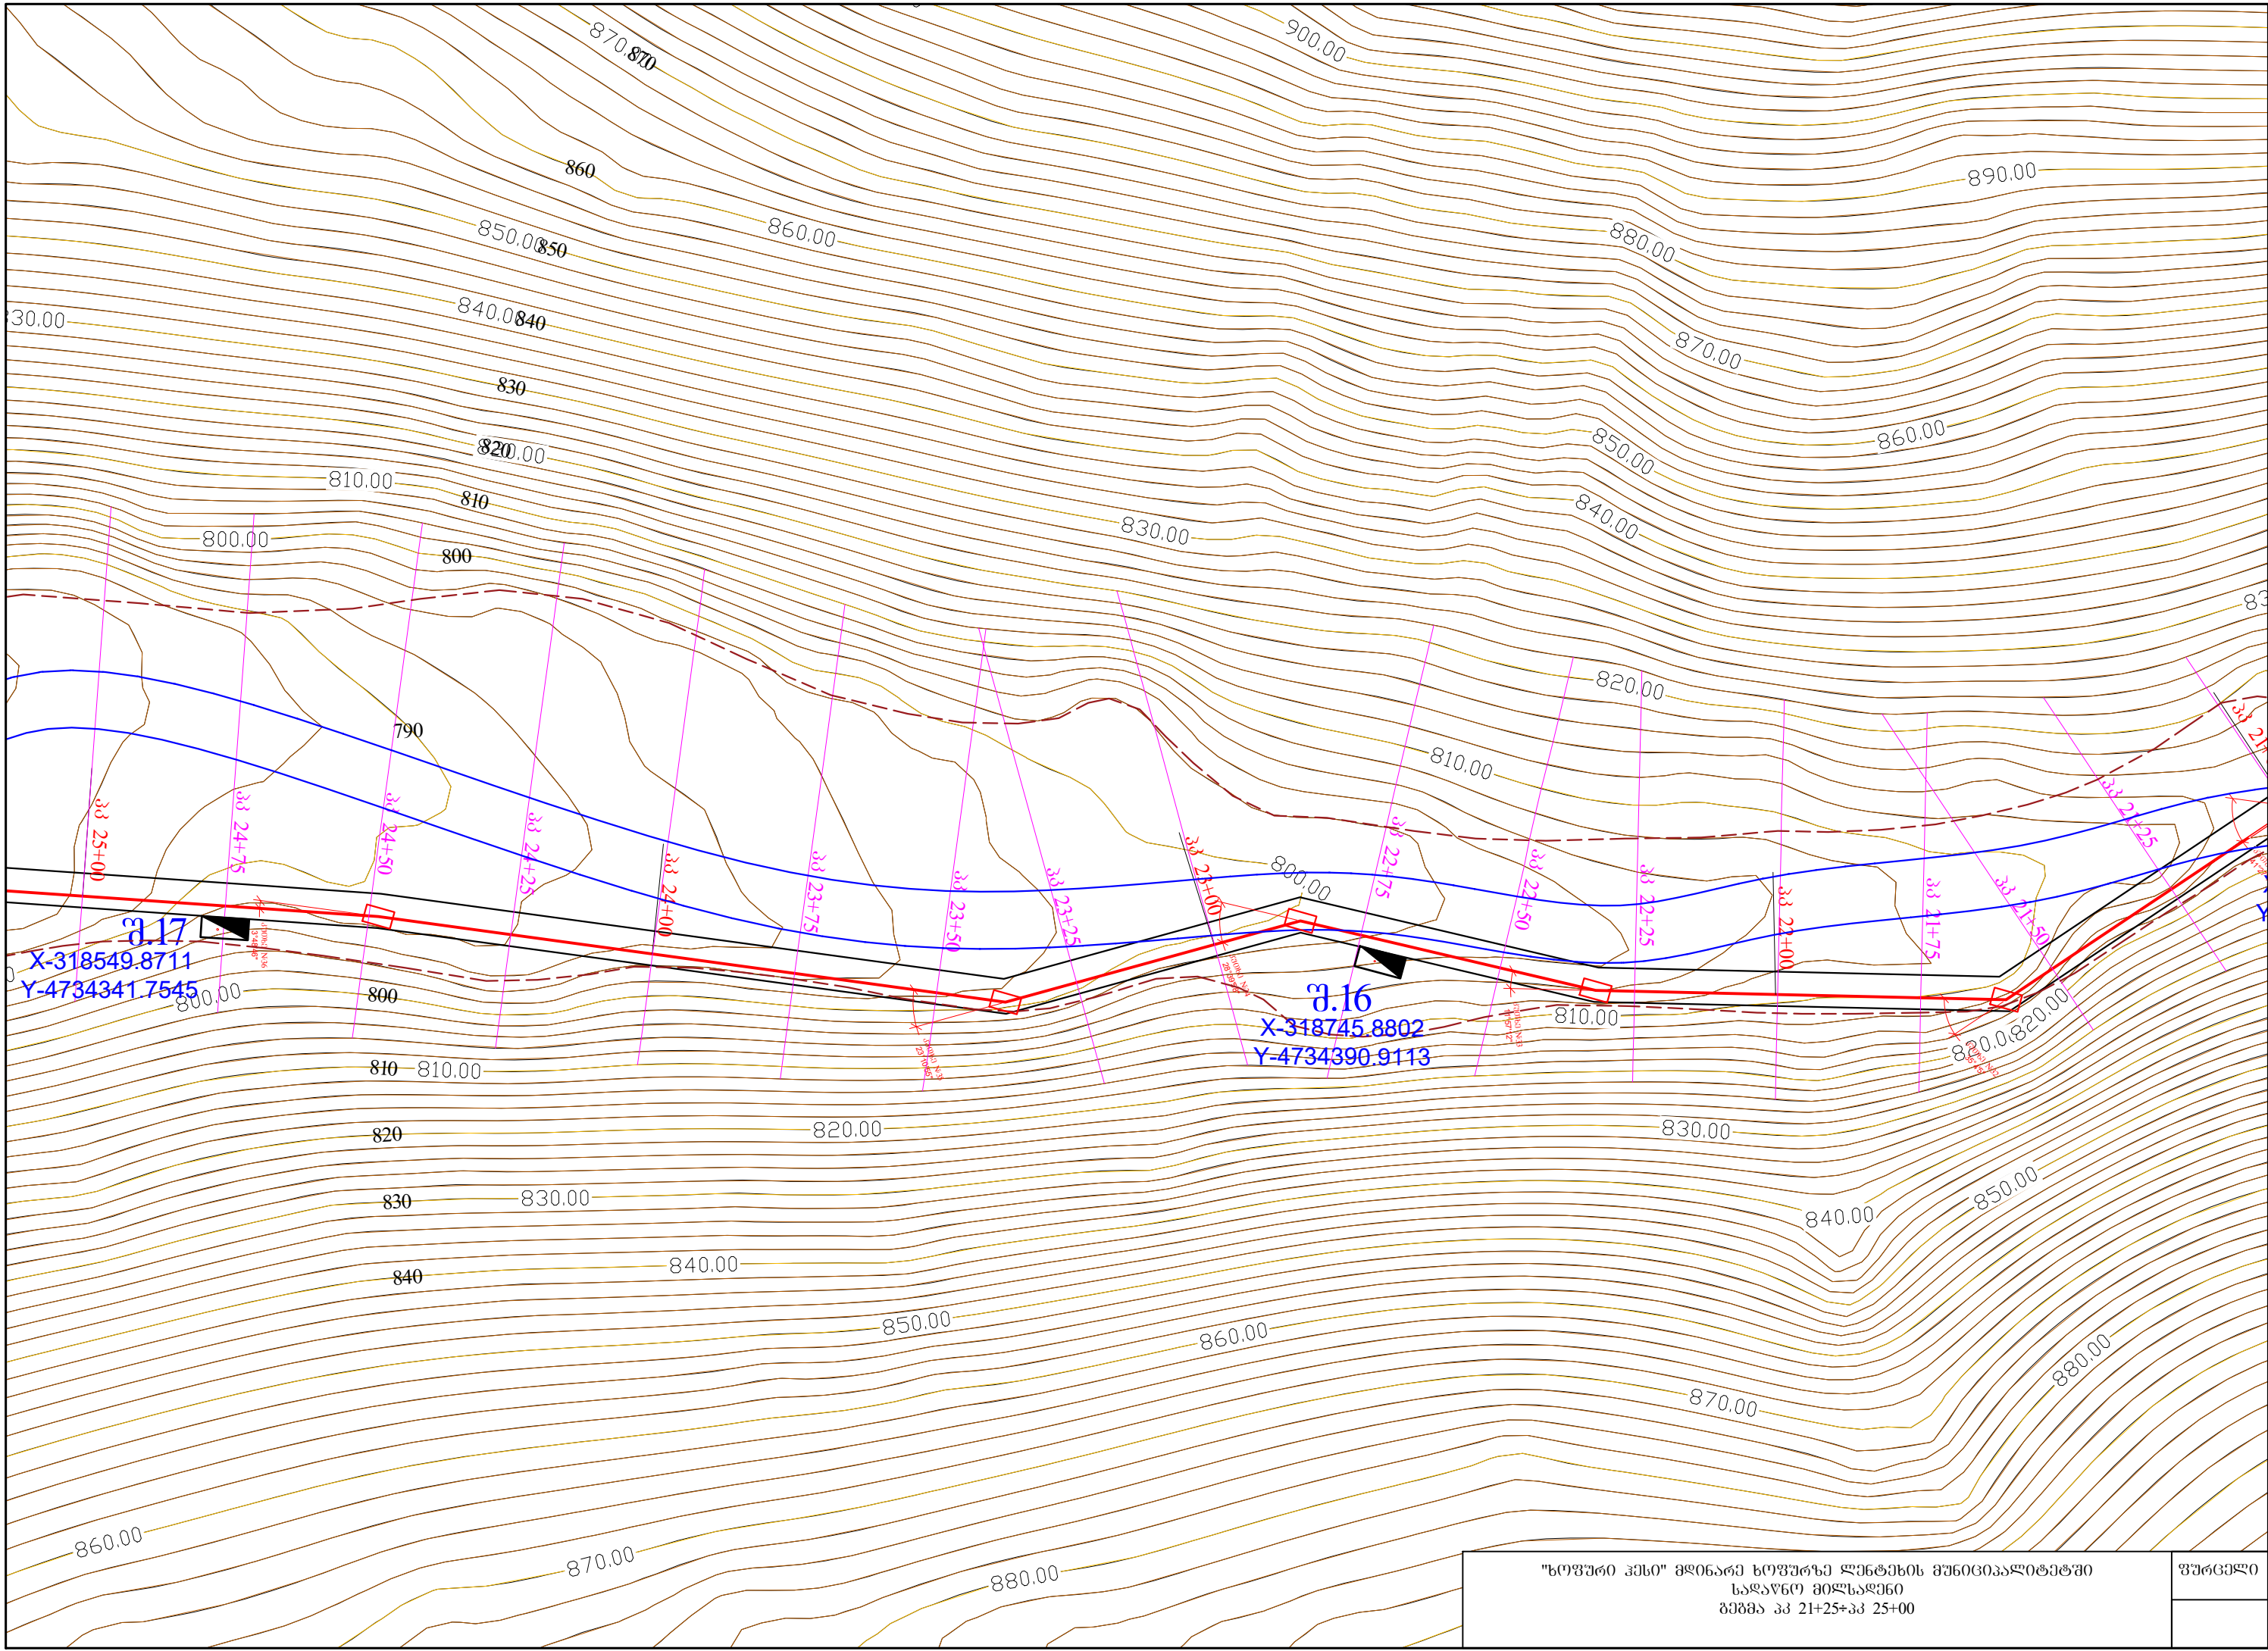 900.00
870.00
870
890.00
860
860.00
880.00
850.00
850
840.00
840
830.00
870.00
830
860.00
850.00
820.00
820
810.00
810
840.00
830.00
800.00
800
820.00
810.00
790
800.00
პკ 25+00
პკ 24+75
პკ 24+50
პკ 24+25
პკ 24+00
პკ 23+75
პკ 23+50
პკ 23+25
პკ 23+00
პკ 22+75
პკ 22+50
პკ 22+25
პკ 22+00
პკ 21+75
პკ 21+50
პკ 21+25
შ.17
X-318549.8711
Y-4734341.7545
შ.16
X-318745.8802
Y-4734390.9113
800.00
800
810.00
820.00
820.00
810
810.00
820
820.00
830.00
830
830.00
840.00
850.00
840
840.00
850.00
860.00
870.00
880.00
860.00
870.00
880.00
"ხოფური ჰესი" მდინარე ხოფურზე ლენტეხის მუნიციპალიტეტში
სადაწნო მილსადენი
გეგმა პკ 21+25÷პკ 25+00
ფურცელი